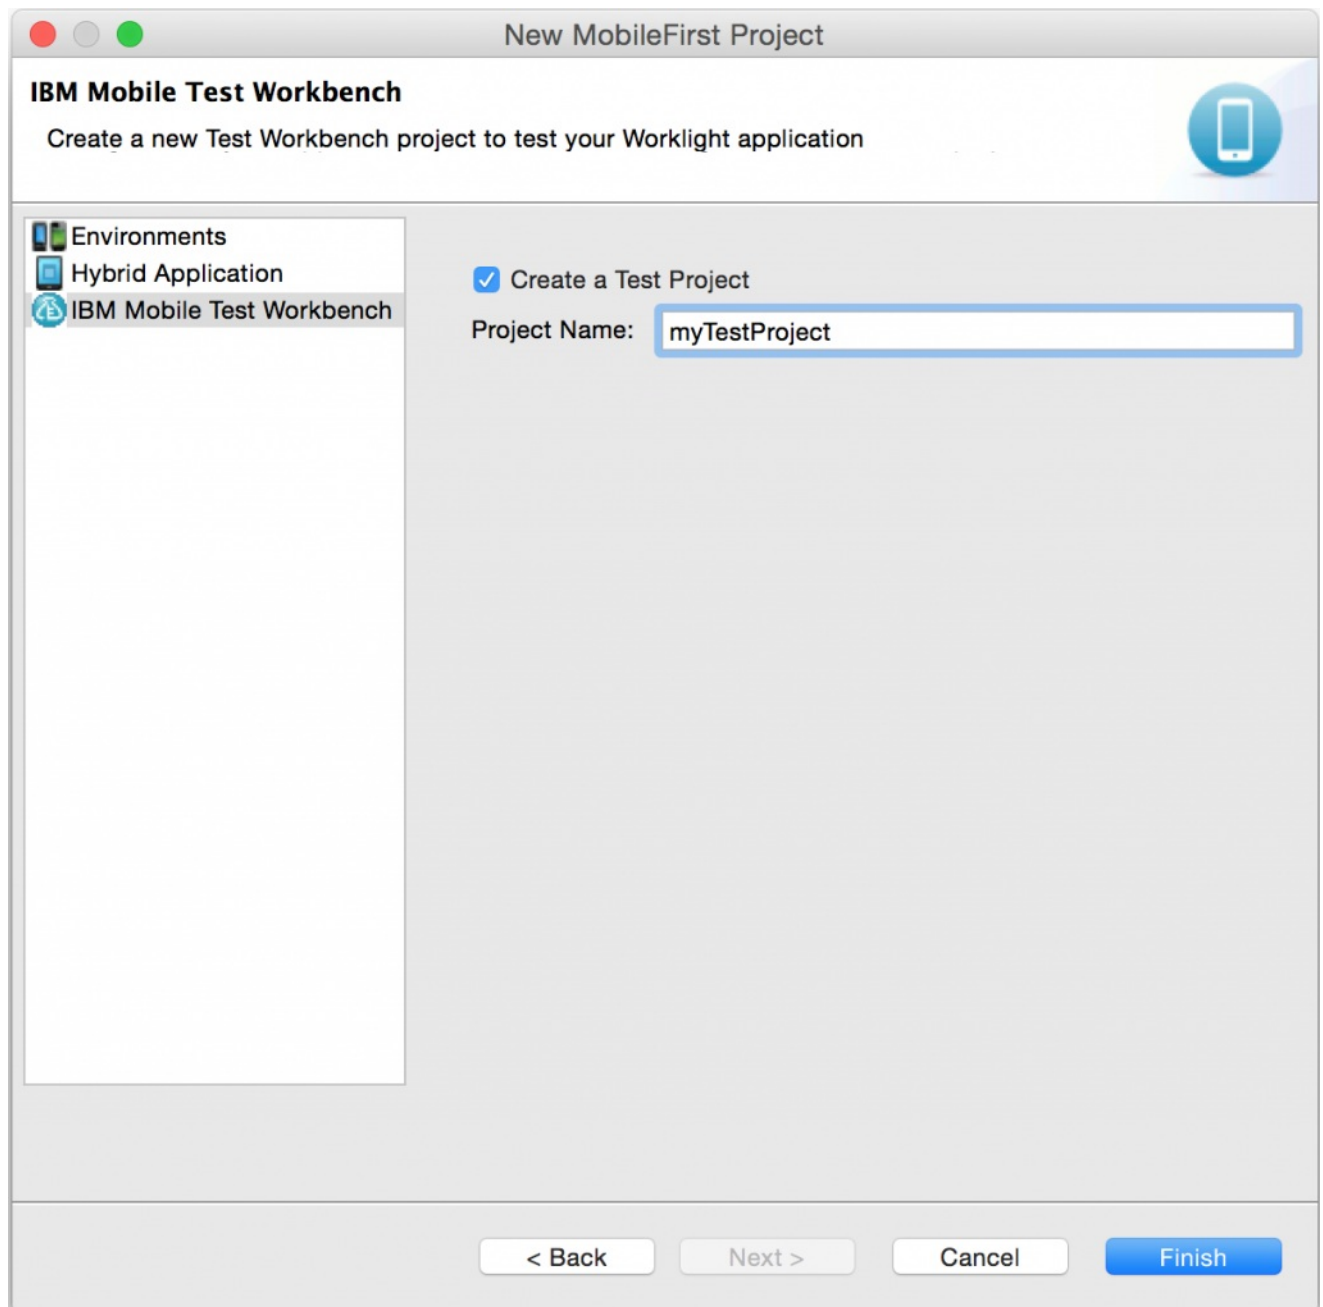 New MobileFirst Project
IBM Mobile Test Workbench
Create a new Test Workbench project to test your Worklight application
Environments
Hybrid Application
IBM Mobile Test Workbench
Create a Test Project
Project Name: myTestProject
< Back Next > Cancel Finish